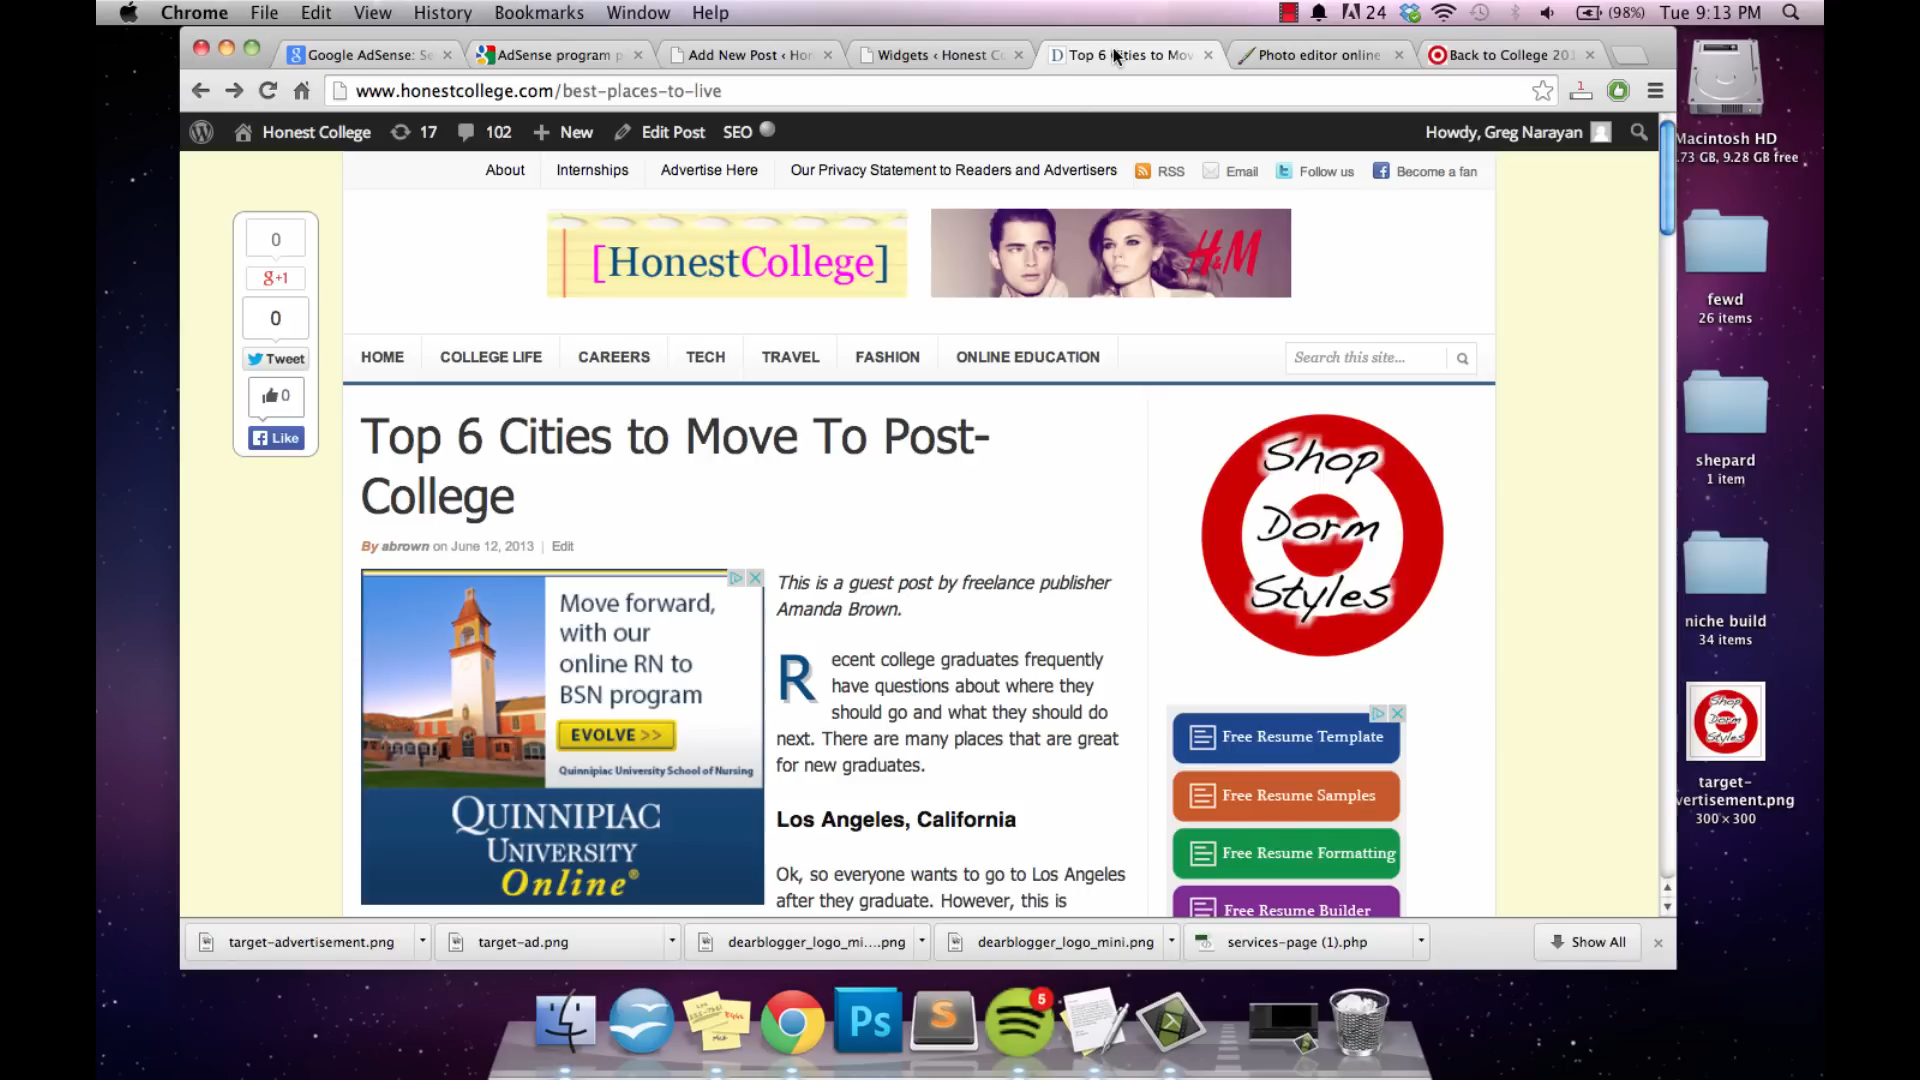 Chrome File Edit View History Bookmarks Window Help 24 (98%) Tue 9:13 PM
Google AdSense: Se AdSense program p Add New Post ‹ Hon Widgets ‹ Honest Co Top 6 Cities to Mov Photo editor online Back to College 201
www.honestcollege.com/best-places-to-live 1
Honest College 17 102 + New Edit Post SEO Howdy, Greg Narayan
About Internships Advertise Here Our Privacy Statement to Readers and Advertisers RSS Email Follow us Become a fan
0
g+1
0
Tweet
0
Like
[HonestCollege]
H&M
HOME COLLEGE LIFE CAREERS TECH TRAVEL FASHION ONLINE EDUCATION Search this site...
Top 6 Cities to Move To Post-
College
By abrown on June 12, 2013 | Edit
Move forward,
with our
online RN to
BSN program
EVOLVE >>
Quinnipiac University School of Nursing
QUINNIPIAC
UNIVERSITY
Online®
This is a guest post by freelance publisher
Amanda Brown.
Recent college graduates frequently
have questions about where they
should go and what they should do
next. There are many places that are great
for new graduates.
Los Angeles, California
Ok, so everyone wants to go to Los Angeles
after they graduate. However, this is
Shop
Dorm
Styles
Free Resume Template
Free Resume Samples
Free Resume Formatting
Free Resume Builder
target-advertisement.png target-ad.png dearblogger_logo_mi....png dearblogger_logo_mini.png services-page (1).php Show All
Macintosh HD
.73 GB, 9.28 GB free
fewd
26 items
shepard
1 item
niche build
34 items
Shop
Dorm
Styles
target-
vertisement.png
300×300
Ps
S
5